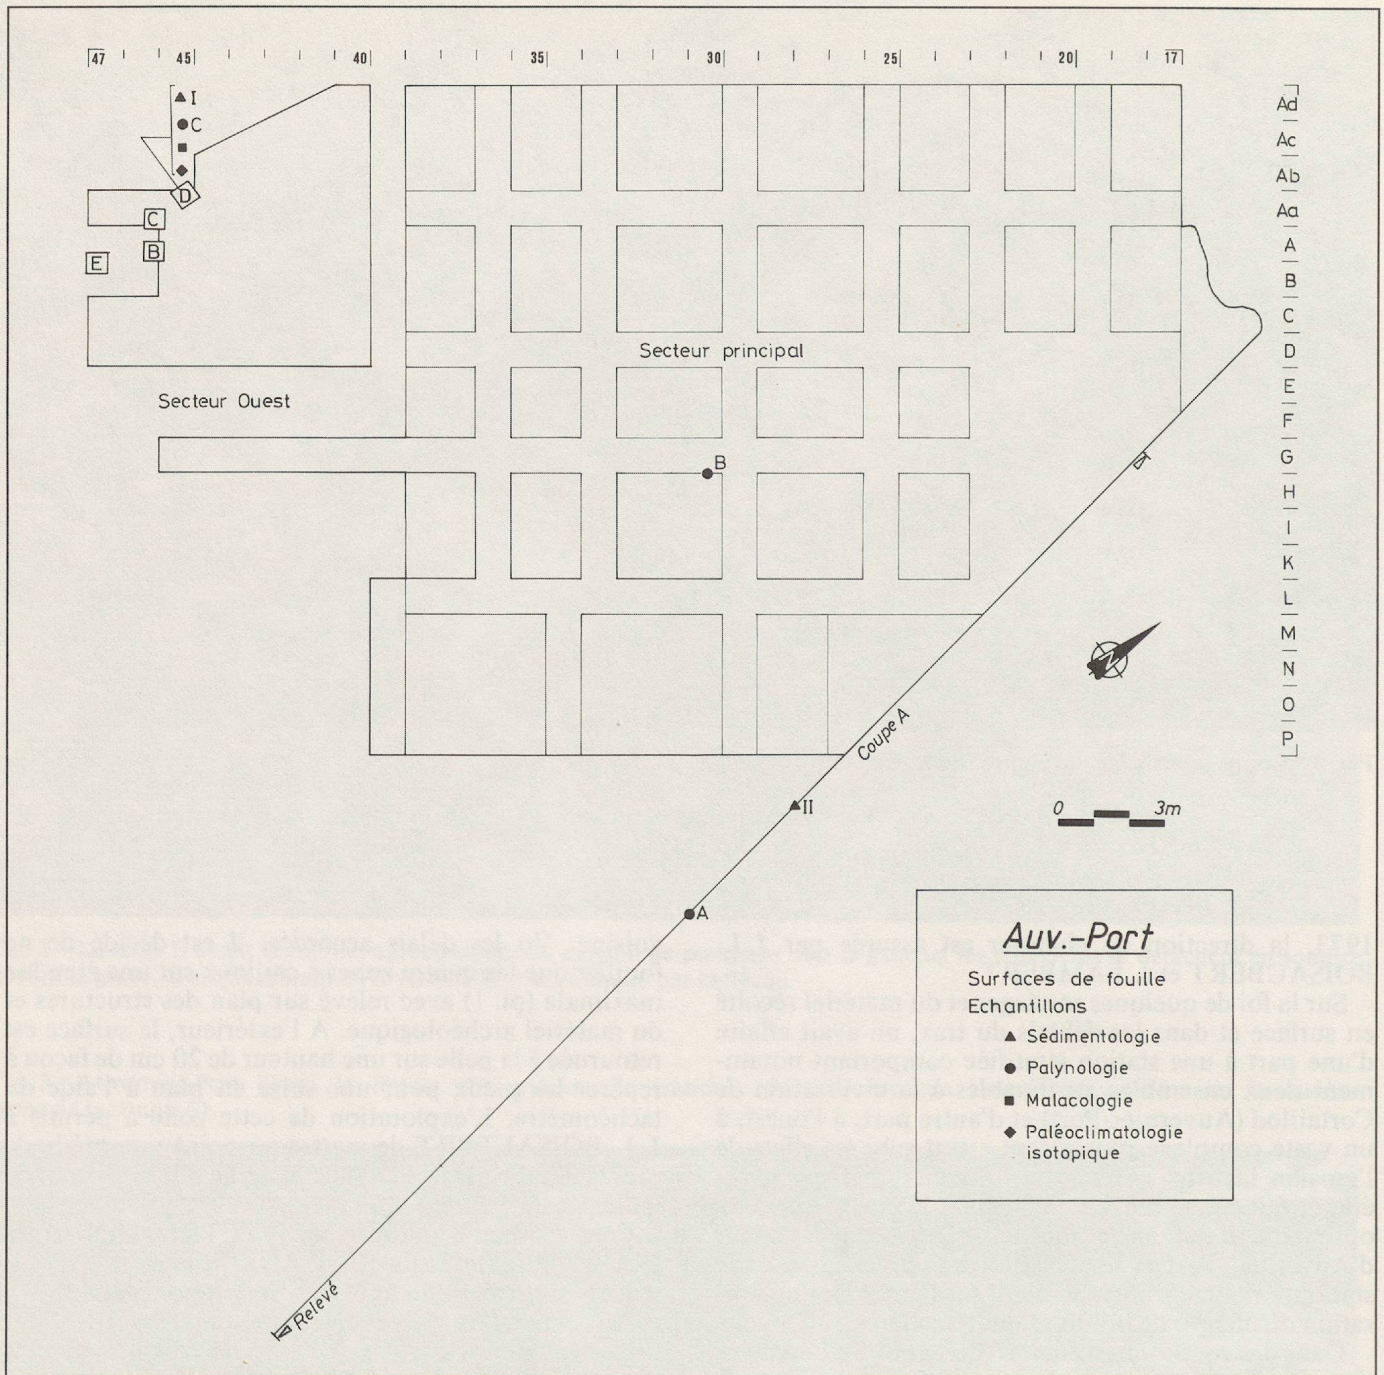 47 45 40 35 30 25 20 17
I
C
D
C
B
E
Ad
Ac
Ab
Aa
A
B
C
D
E
F
G
H
I
K
L
M
N
O
P
Secteur principal
Secteur Ouest
B
N
Coupe A
0 3m
II
A
Relevé
Auv.-Port
Surfaces de fouille
Echantillons
Sédimentologie
Palynologie
Malacologie
Paléoclimatologie
isotopique